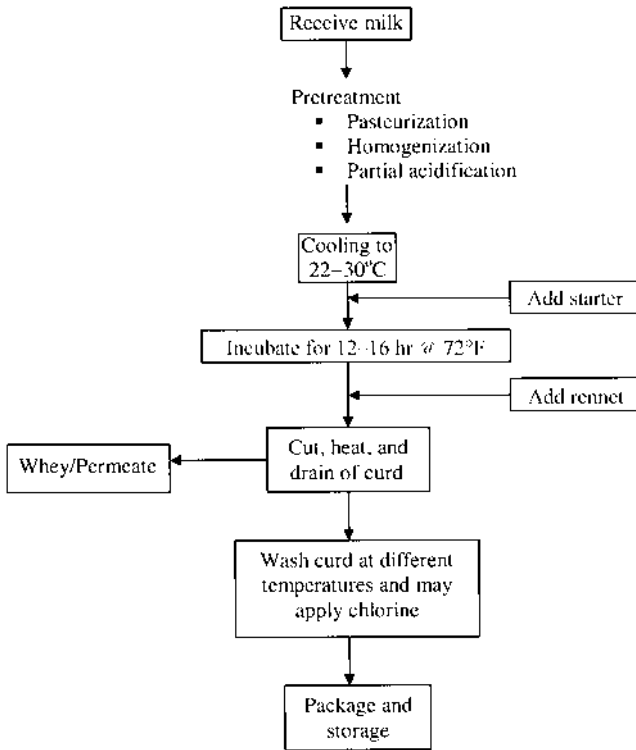 Receive milk
Pretreatment
▪ Pasteurization
▪ Homogenization
▪ Partial acidification
Cooling to
22–30°C
Add starter
Incubate for 12–16 hr @ 72°F
Add rennet
Cut, heat, and
drain of curd
Whey/Permeate
Wash curd at different
temperatures and may
apply chlorine
Package and
storage